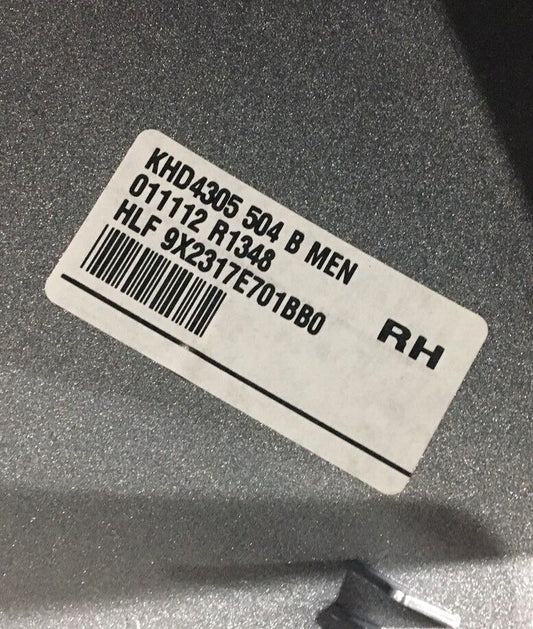 KHD4305 504 B MEN
011112 R1348
HLF 9X2317E701BB0
RH